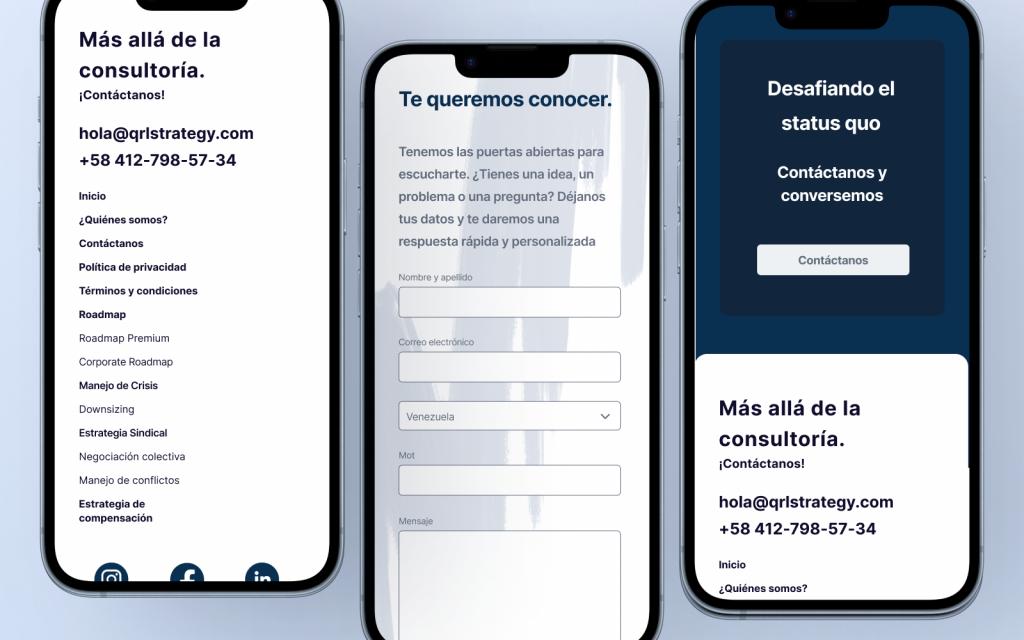 Más allá de la
consultoría.
¡Contáctanos!
hola@qrlstrategy.com
+58 412-798-57-34
Inicio
¿Quiénes somos?
Contáctanos
Política de privacidad
Términos y condiciones
Roadmap
Roadmap Premium
Corporate Roadmap
Manejo de Crisis
Downsizing
Estrategia Sindical
Negociación colectiva
Manejo de conflictos
Estrategia de
compensación
Te queremos conocer.
Tenemos las puertas abiertas para
escucharte. ¿Tienes una idea, un
problema o una pregunta? Déjanos
tus datos y te daremos una
respuesta rápida y personalizada
Nombre y apellido
Correo electrónico
Venezuela
Mot
Mensaje
Desafiando el
status quo
Contáctanos y
conversemos
Contáctanos
Más allá de la
consultoría.
¡Contáctanos!
hola@qrlstrategy.com
+58 412-798-57-34
Inicio
¿Quiénes somos?